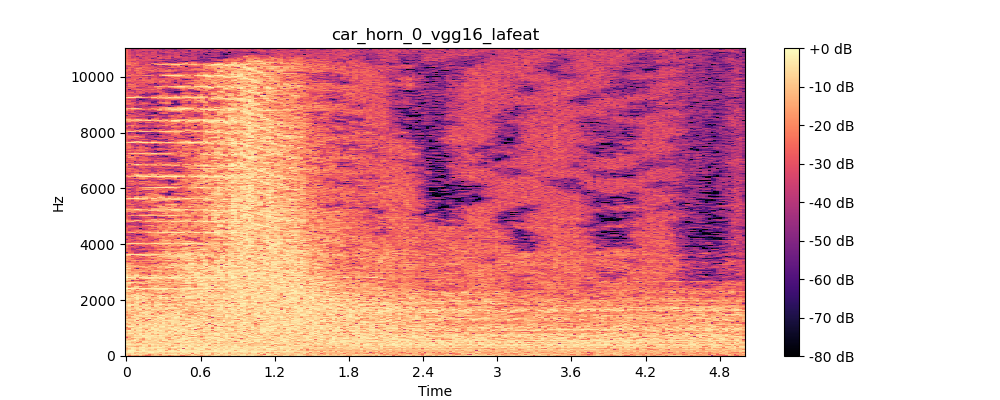 car_horn_0_vgg16_lafeat
10000
8000
6000
4000
2000
0
Hz
0 0.6 1.2 1.8 2.4 3 3.6 4.2 4.8
Time
+0 dB
-10 dB
-20 dB
-30 dB
-40 dB
-50 dB
-60 dB
-70 dB
-80 dB